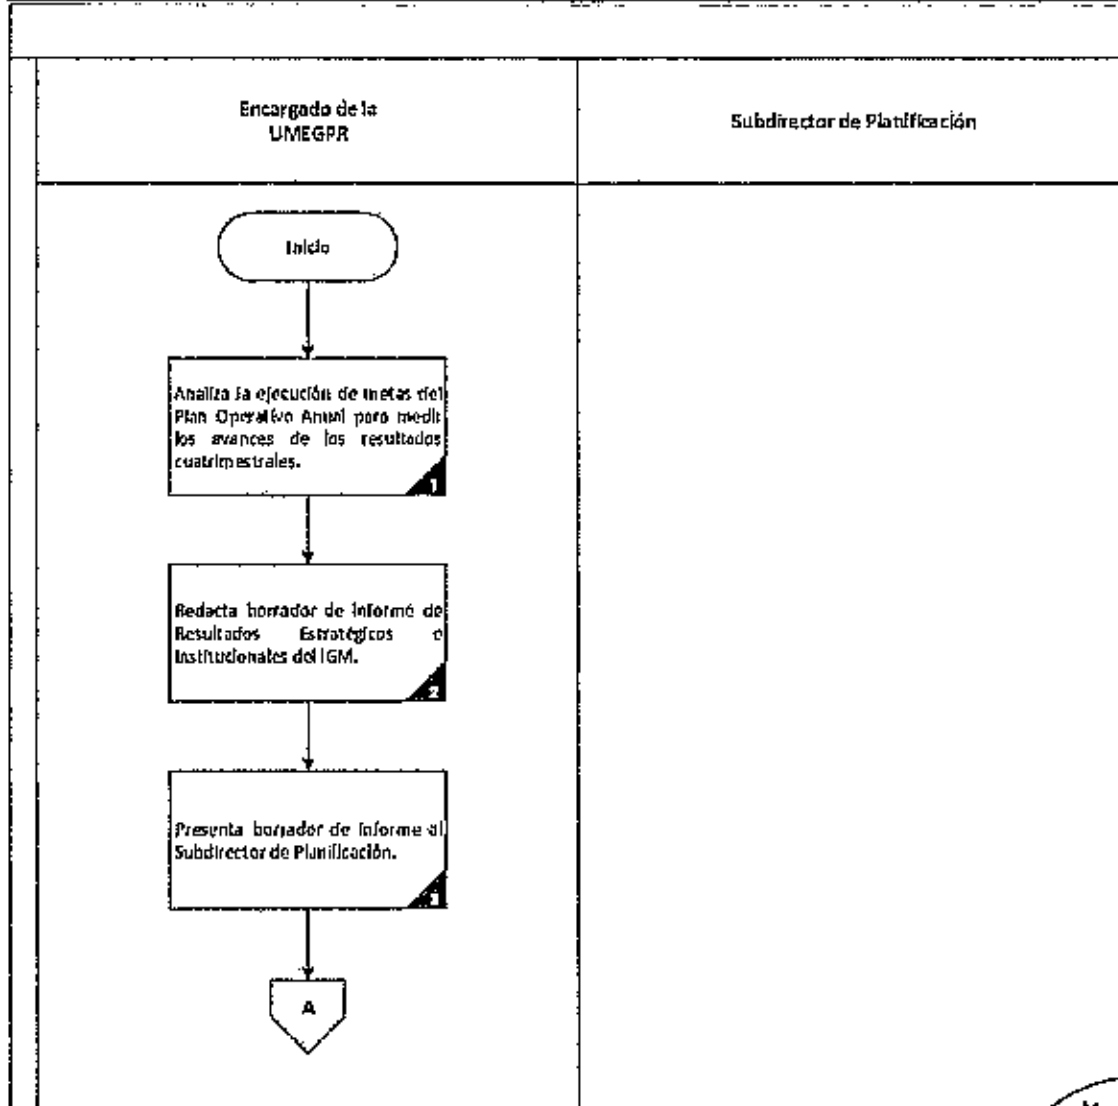 Encargado de la
UMEGPR
Subdirector de Planificación
Inicio
Analiza la ejecución de metas del
Plan Operativo Anual para medir
los avances de los resultados
cuatrimestrales.
1
Redacta borrador de informe de
Resultados Estratégicos e
Institucionales del IGM.
2
Presenta borrador de informe al
Subdirector de Planificación.
A